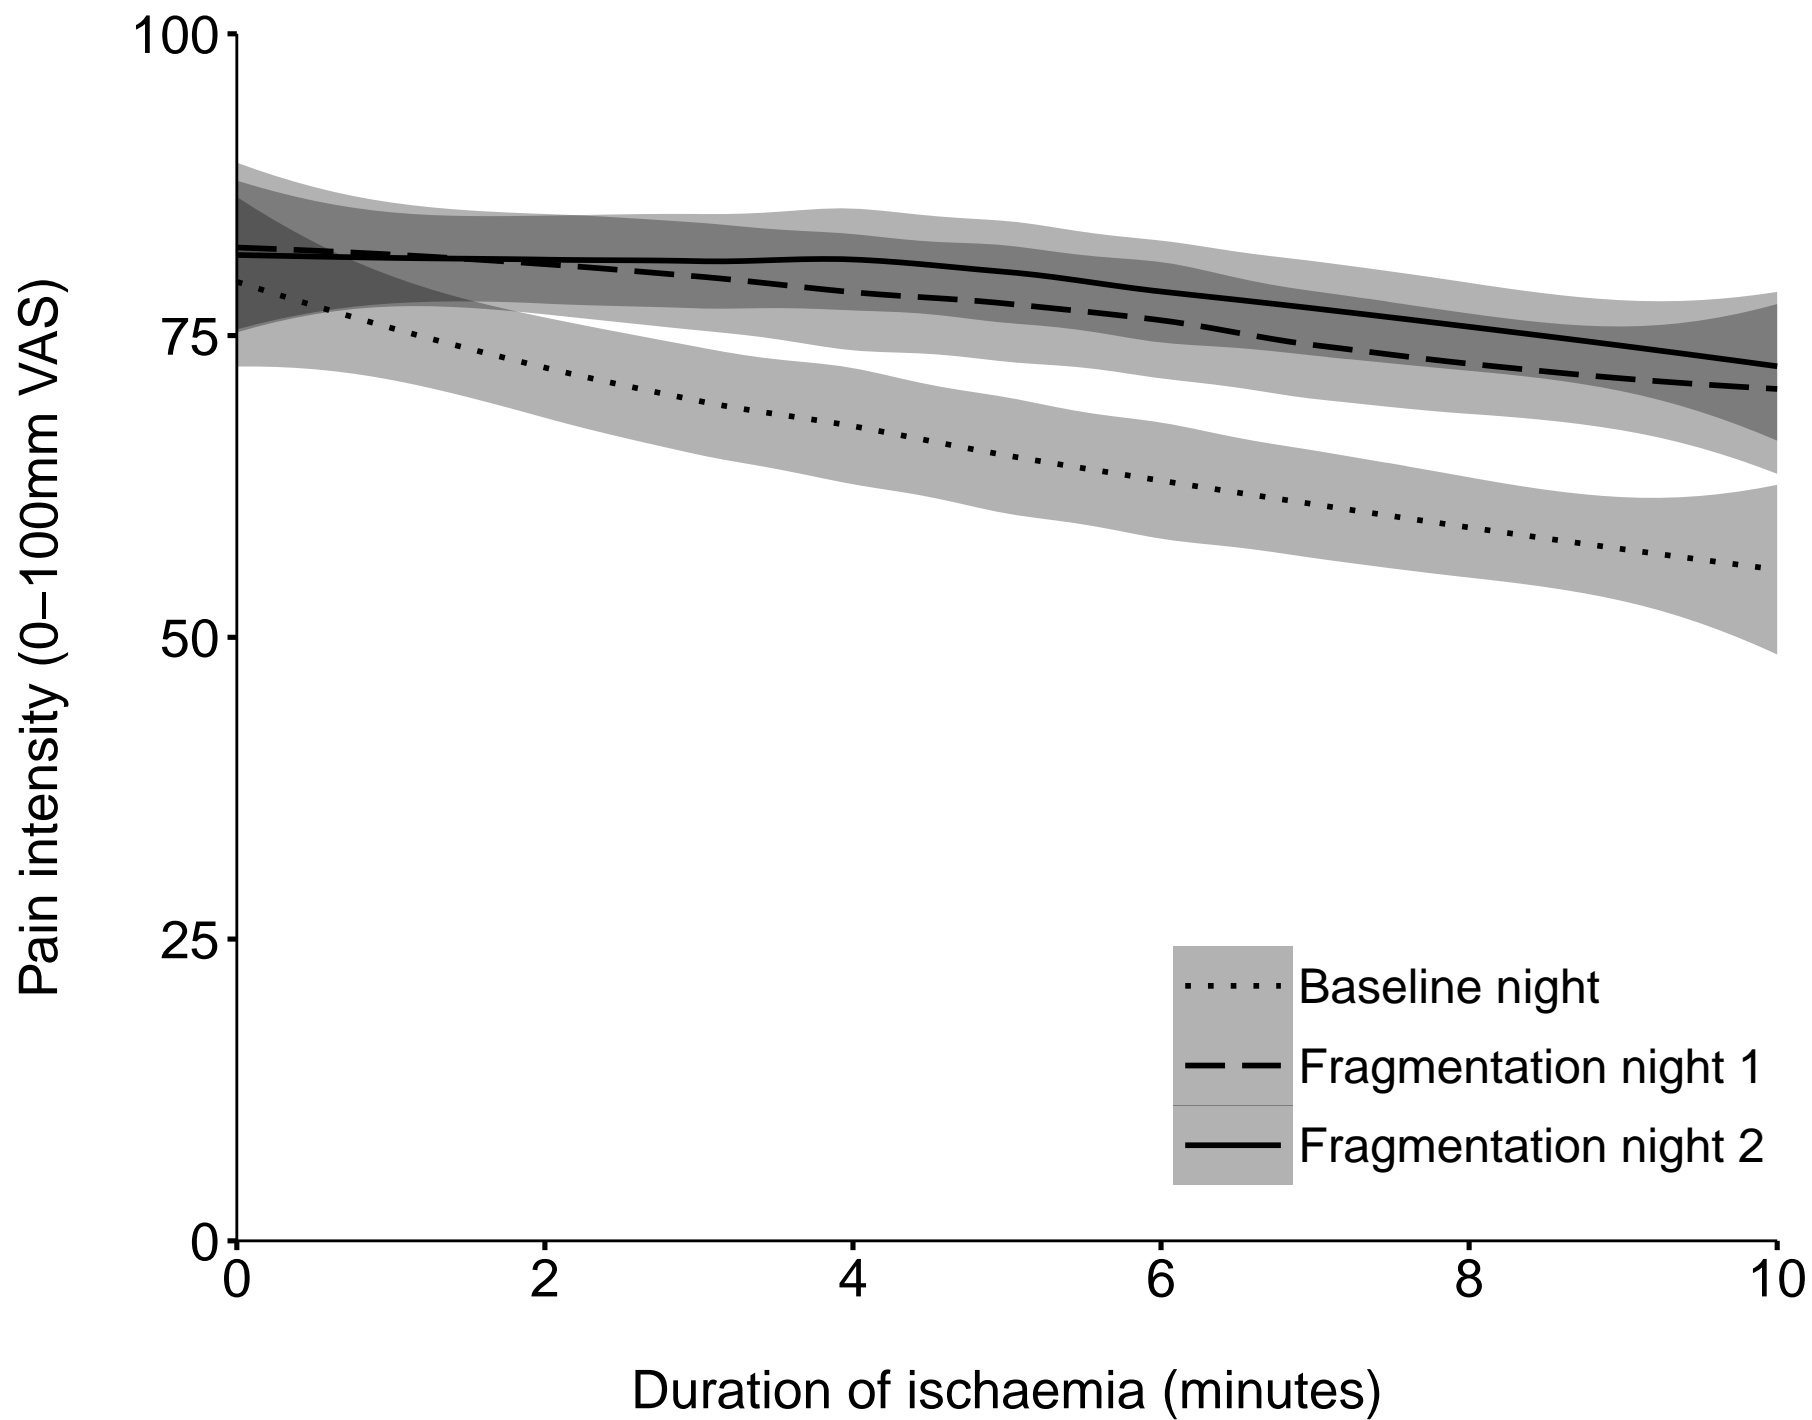 Pain intensity (0–100mm VAS)
100
75
50
25
0
0 2 4 6 8 10
Duration of ischaemia (minutes)
Baseline night
Fragmentation night 1
Fragmentation night 2